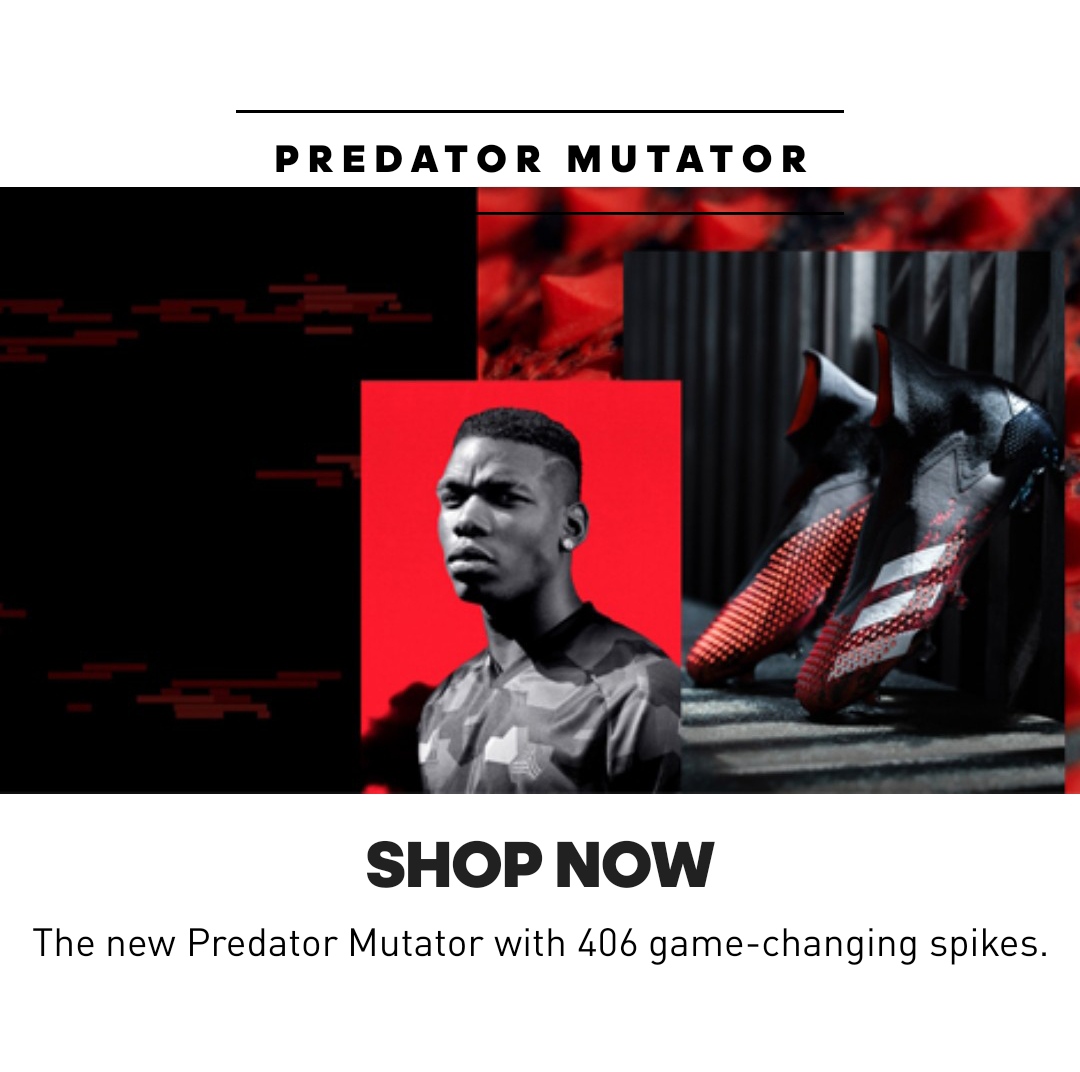 PREDATOR MUTATOR
SHOP NOW
The new Predator Mutator with 406 game-changing spikes.